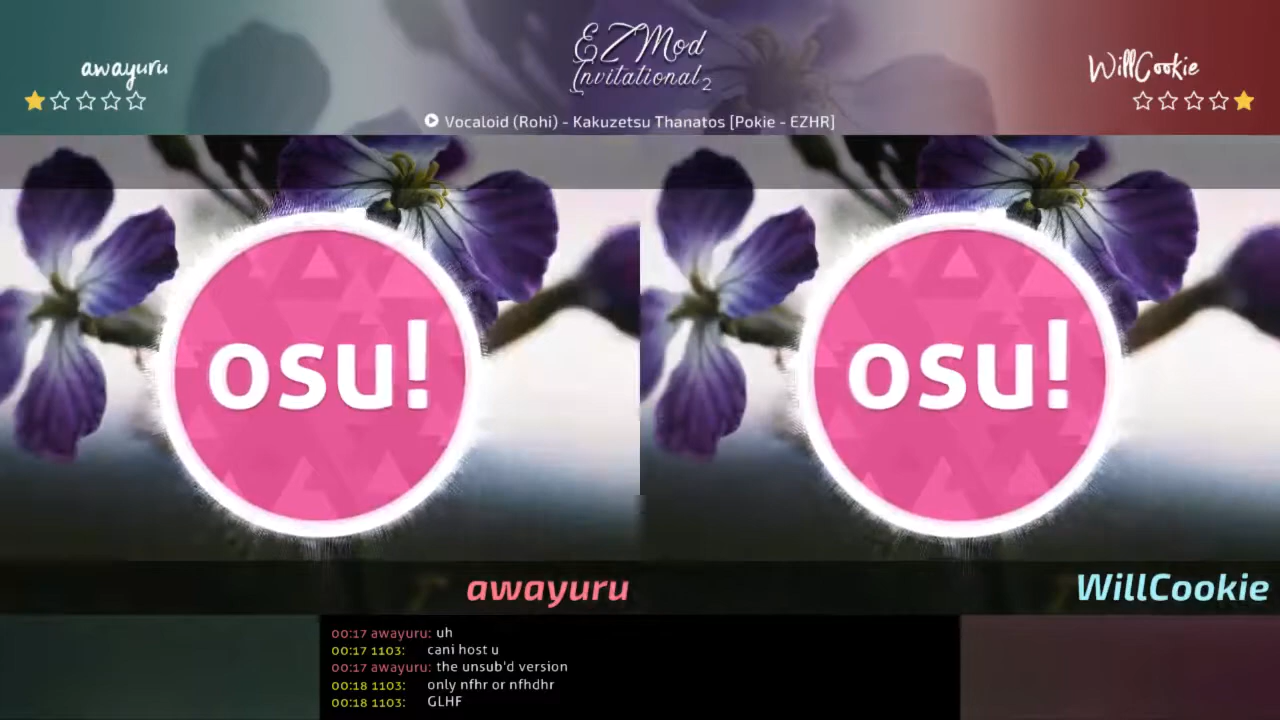 EZMod
Invitational 2
awayuru
WillCookie
Vocaloid (Rohi) - Kakuzetsu Thanatos [Pokie - EZHR]
osu!
osu!
awayuru
WillCookie
00:17 awayuru: uh
00:17 1103: cani host u
00:17 awayuru: the unsub'd version
00:18 1103: only nfhr or nfhdhr
00:18 1103: GLHF